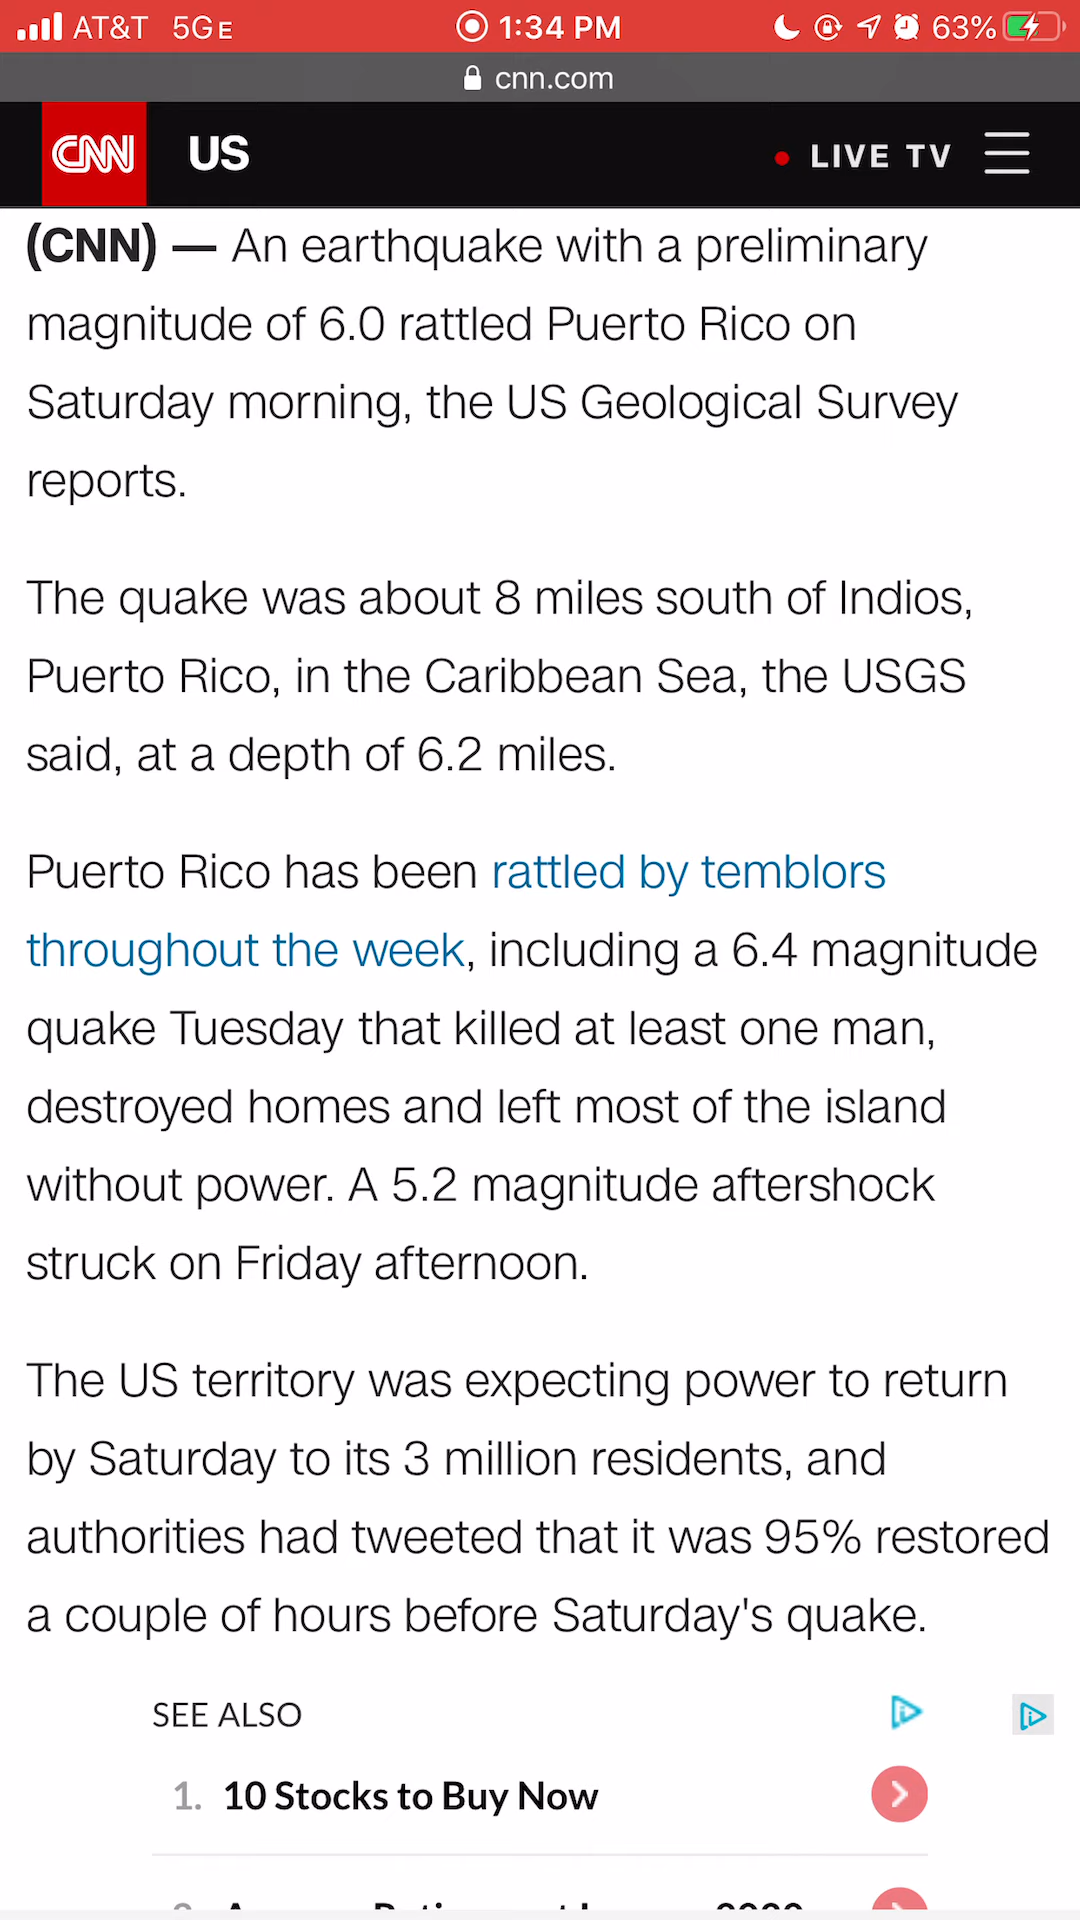 AT&T 5GE 1:34 PM 63%
cnn.com
CNN US LIVE TV
(CNN) — An earthquake with a preliminary
magnitude of 6.0 rattled Puerto Rico on
Saturday morning, the US Geological Survey
reports.
The quake was about 8 miles south of Indios,
Puerto Rico, in the Caribbean Sea, the USGS
said, at a depth of 6.2 miles.
Puerto Rico has been rattled by temblors
throughout the week, including a 6.4 magnitude
quake Tuesday that killed at least one man,
destroyed homes and left most of the island
without power. A 5.2 magnitude aftershock
struck on Friday afternoon.
The US territory was expecting power to return
by Saturday to its 3 million residents, and
authorities had tweeted that it was 95% restored
a couple of hours before Saturday's quake.
SEE ALSO
1. 10 Stocks to Buy Now